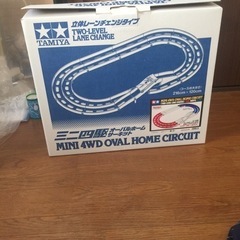 TAMIYA
立体レーンチェンジタイプ
TWO-LEVEL
LANE CHANGE
ミニ四駆
オーバルホーム
サーキット
MINI 4WD OVAL HOME CIRCUIT